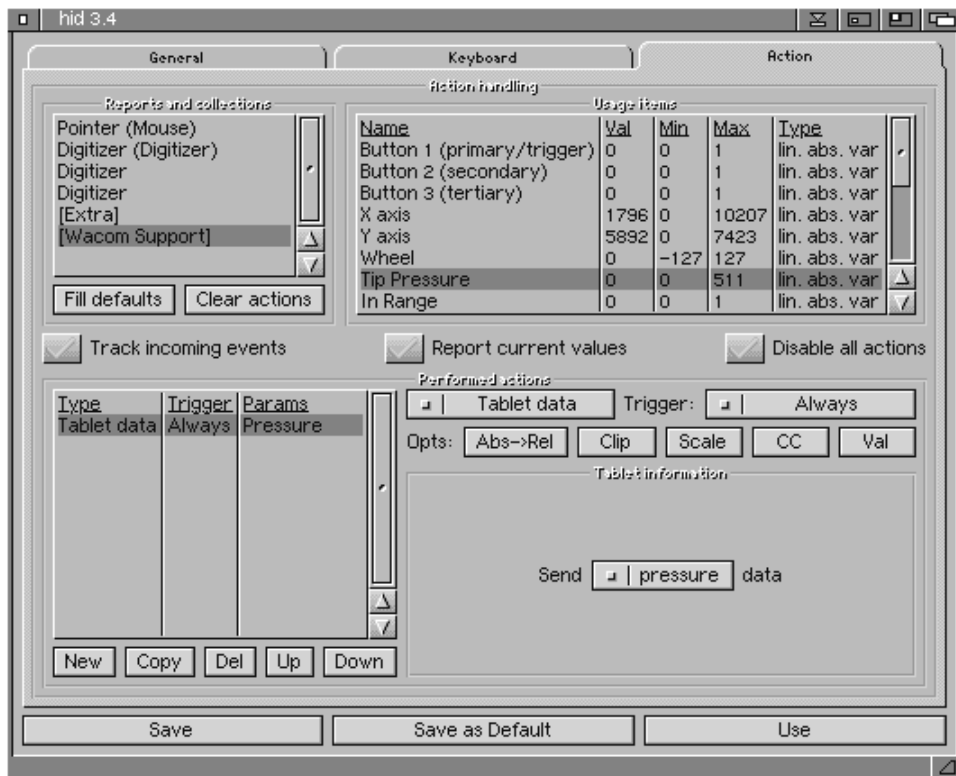 hid 3.4
General Keyboard Action
Action handling
Reports and collections
Pointer (Mouse)
Digitizer (Digitizer)
Digitizer
Digitizer
[Extra]
[Wacom Support]
Fill defaults Clear actions
Usage items
Name Val Min Max Type
Button 1 (primary/trigger) 0 0 1 lin. abs. var
Button 2 (secondary) 0 0 1 lin. abs. var
Button 3 (tertiary) 0 0 1 lin. abs. var
X axis 1796 0 10207 lin. abs. var
Y axis 5892 0 7423 lin. abs. var
Wheel 0 -127 127 lin. abs. var
Tip Pressure 0 0 511 lin. abs. var
In Range 0 0 1 lin. abs. var
Track incoming events Report current values Disable all actions
Performed actions
Type Trigger Params
Tablet data Always Pressure
New Copy Del Up Down
Tablet data Trigger: Always
Opts: Abs->Rel Clip Scale CC Val
Tablet information
Send pressure data
Save Save as Default Use